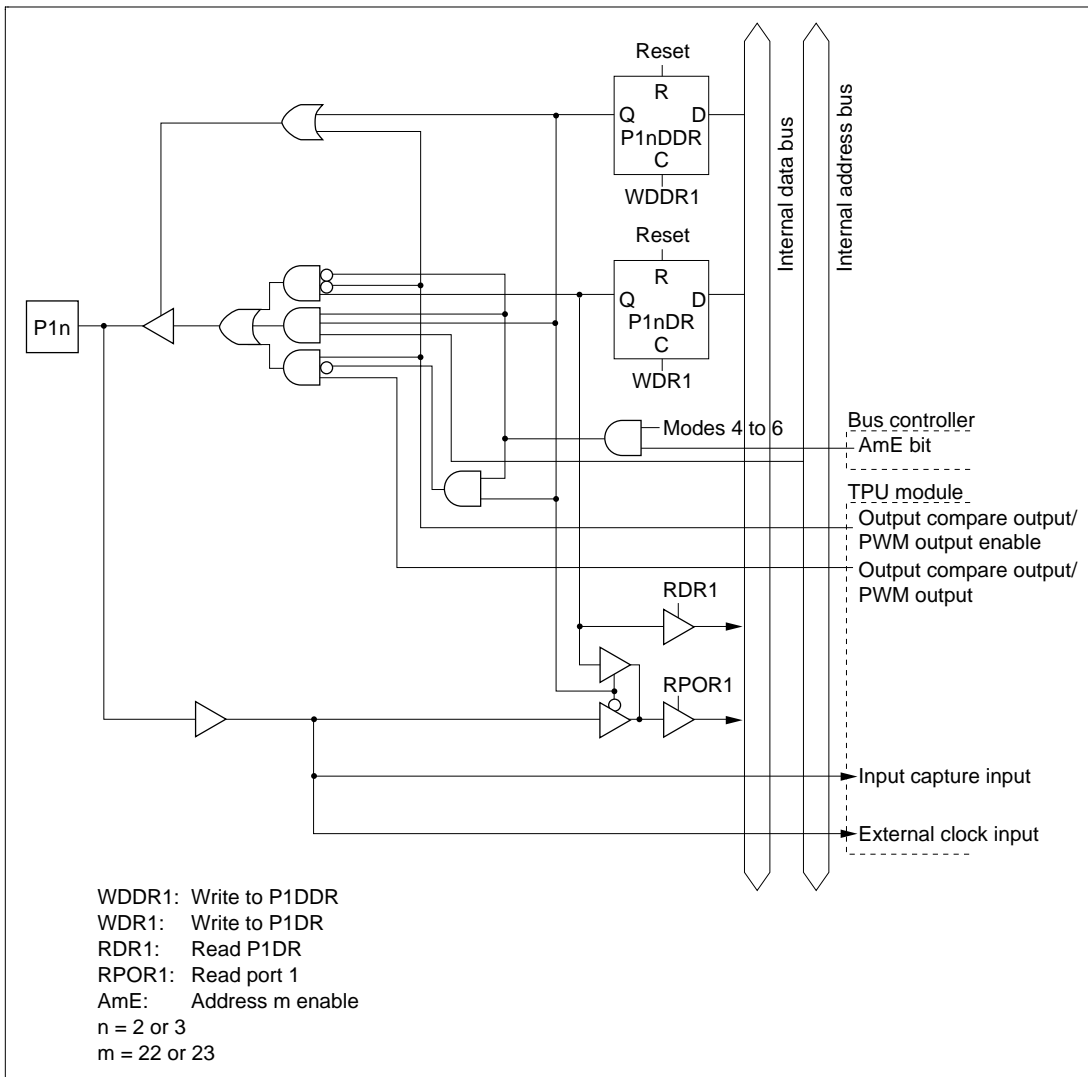 Reset
R
Q D
P1nDDR
C
WDDR1
Reset
R
Q D
P1nDR
C
WDR1
P1n
Internal data bus
Internal address bus
Modes 4 to 6
Bus controller
AmE bit
TPU module
Output compare output/
PWM output enable
Output compare output/
PWM output
RDR1
RPOR1
Input capture input
External clock input
WDDR1: Write to P1DDR
WDR1: Write to P1DR
RDR1: Read P1DR
RPOR1: Read port 1
AmE: Address m enable
n = 2 or 3
m = 22 or 23